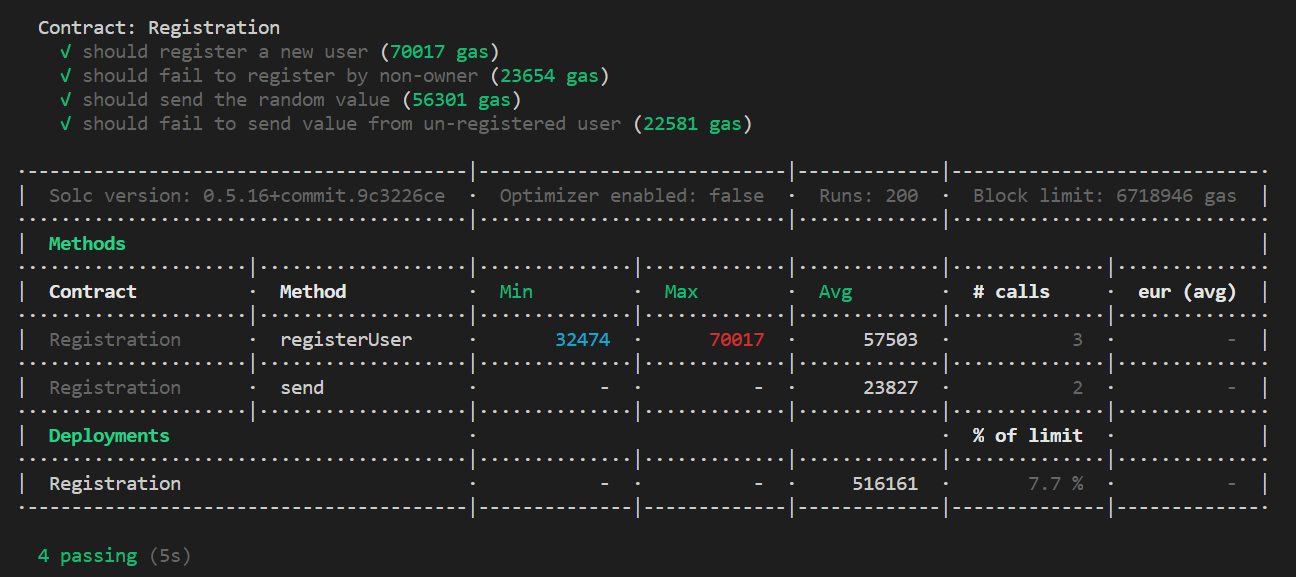 Contract: Registration
√ should register a new user (70017 gas)
√ should fail to register by non-owner (23654 gas)
√ should send the random value (56301 gas)
√ should fail to send value from un-registered user (22581 gas)
Solc version: 0.5.16+commit.9c3226ce · Optimizer enabled: false · Runs: 200 · Block limit: 6718946 gas
Methods
Contract · Method · Min · Max · Avg · # calls · eur (avg)
Registration · registerUser · 32474 · 70017 · 57503 · 3 · -
Registration · send · - · - · 23827 · 2 · -
Deployments · · % of limit ·
Registration · - · - · 516161 · 7.7 % · -
4 passing (5s)